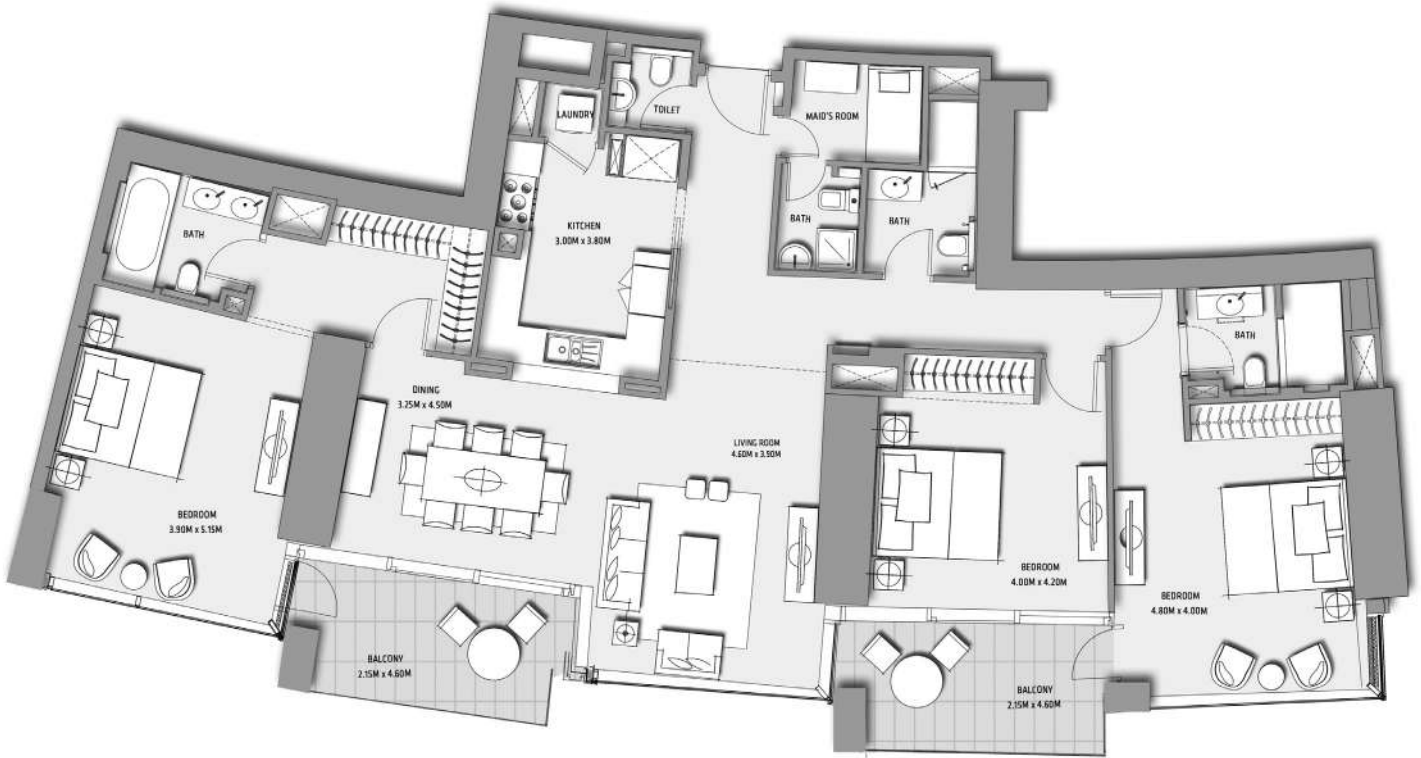 TOILET
LAUNDRY
MAID'S ROOM
KITCHEN
3.00M x 3.80M
BATH
BATH
BATH
BATH
DINING
3.25M x 4.50M
LIVING ROOM
4.60M x 3.90M
BEDROOM
3.90M x 5.15M
BEDROOM
4.00M x 4.20M
BEDROOM
4.80M x 4.00M
BALCONY
2.15M x 4.60M
BALCONY
2.15M x 4.60M